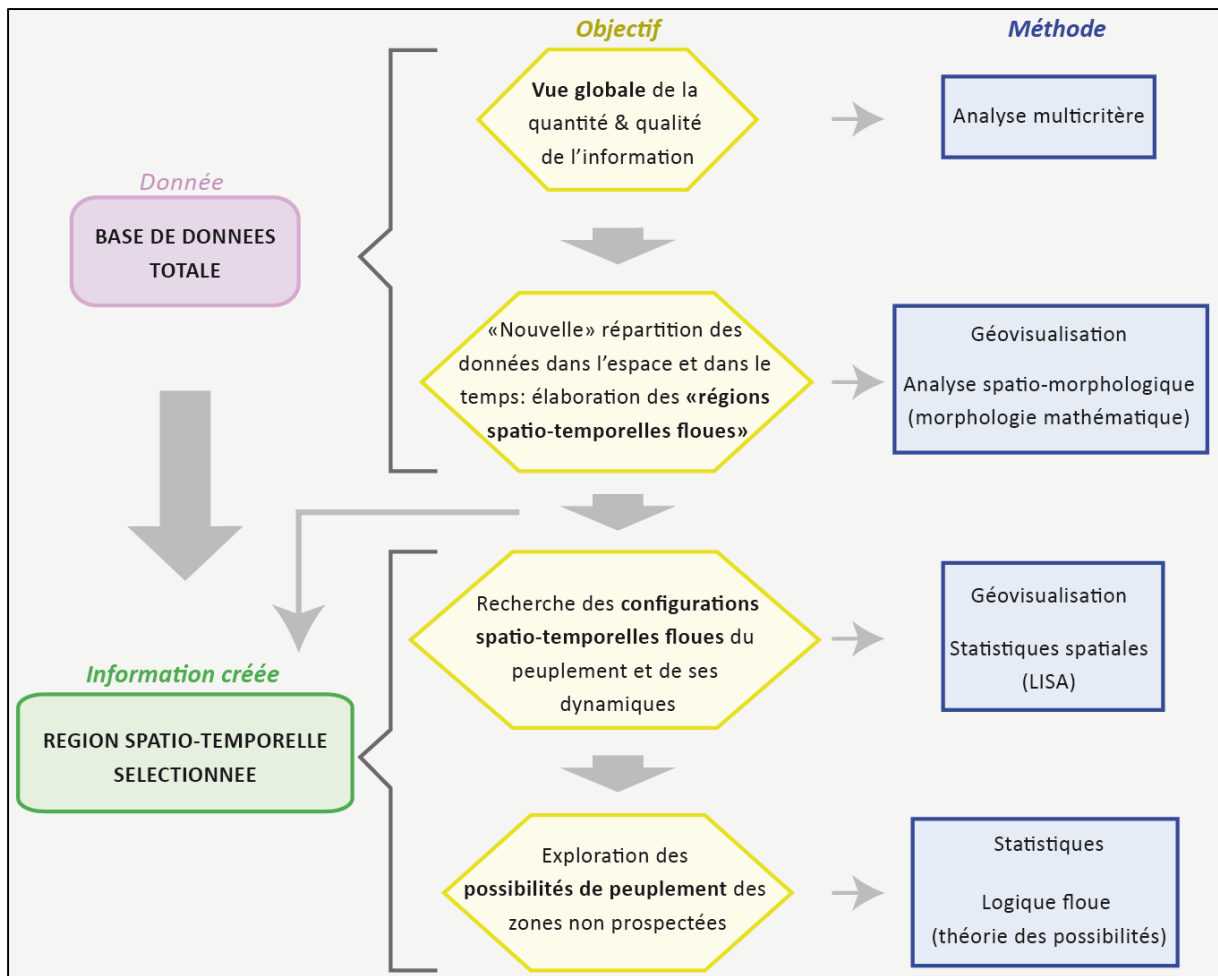 Objectif
Méthode
Vue globale de la
quantité & qualité
de l’information
Analyse multicritère
Donnée
BASE DE DONNEES
TOTALE
«Nouvelle» répartition des
données dans l’espace et dans le
temps: élaboration des «régions
spatio-temporelles floues»
Géovisualisation
Analyse spatio-morphologique
(morphologie mathématique)
Recherche des configurations
spatio-temporelles floues du
peuplement et de ses
dynamiques
Géovisualisation
Statistiques spatiales
(LISA)
Information créée
REGION SPATIO-TEMPORELLE
SELECTIONNEE
Exploration des
possibilités de peuplement des
zones non prospectées
Statistiques
Logique floue
(théorie des possibilités)